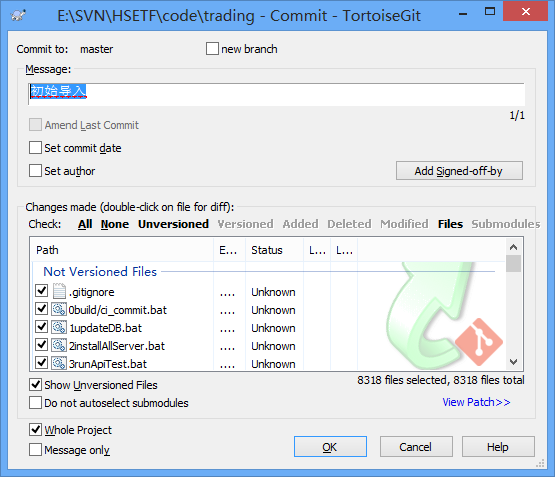 E:\SVN\HSETF\code\trading - Commit - TortoiseGit
Commit to: master new branch
Message:
初始导入
1/1
Amend Last Commit
Set commit date
Set author Add Signed-off-by
Changes made (double-click on file for diff):
Check: All None Unversioned Versioned Added Deleted Modified Files Submodules
Path E... Status L... L...
Not Versioned Files
.gitignore .... Unknown
0build/ci_commit.bat .... Unknown
1updateDB.bat .... Unknown
2installAllServer.bat .... Unknown
3runApiTest.bat .... Unknown
Show Unversioned Files 8318 files selected, 8318 files total
Do not autoselect submodules View Patch>>
Whole Project
Message only OK Cancel Help